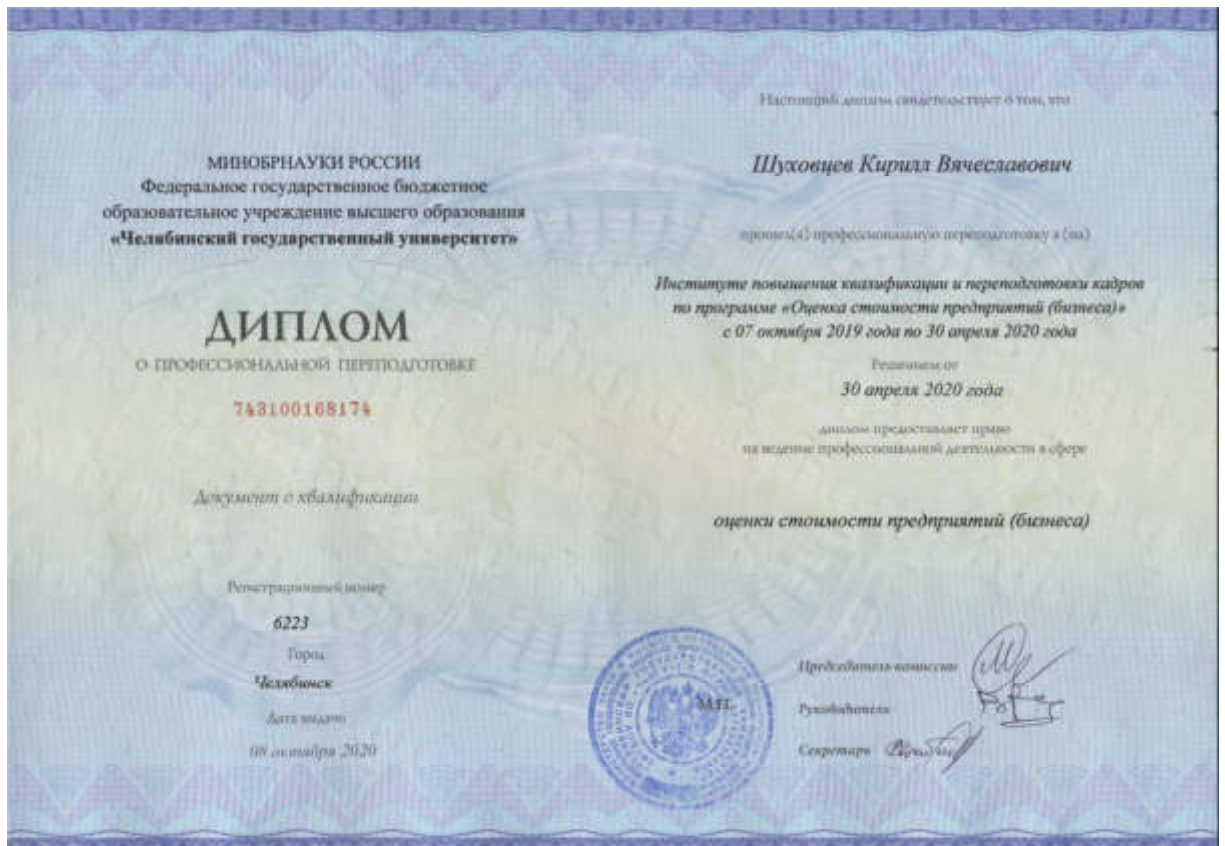 МИНОБРНАУКИ РОССИИ
Федеральное государственное бюджетное
образовательное учреждение высшего образования
«Челябинский государственный университет»
ДИПЛОМ
О ПРОФЕССИОНАЛЬНОЙ ПЕРЕПОДГОТОВКЕ
743100168174
Документ о квалификации
Регистрационный номер
6223
Город
Челябинск
Дата выдачи
08 октября 2020
Настоящий диплом свидетельствует о том, что
Шуховцев Кирилл Вячеславович
прошел(а) профессиональную переподготовку в (на)
Институте повышения квалификации и переподготовки кадров
по программе «Оценка стоимости предприятий (бизнеса)»
с 07 октября 2019 года по 30 апреля 2020 года
Решением от
30 апреля 2020 года
диплом предоставляет право
на ведение профессиональной деятельности в сфере
оценки стоимости предприятий (бизнеса)
М.П.
Председатель комиссии
Руководитель
Секретарь